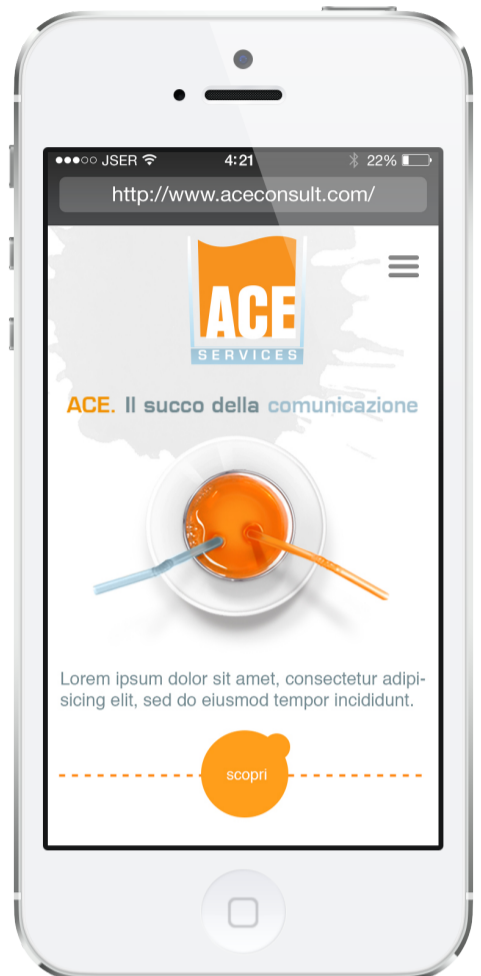 JSER 4:21 22%
http://www.aceconsult.com/
ACE
SERVICES
ACE. Il succo della comunicazione
Lorem ipsum dolor sit amet, consectetur adipi-
sicing elit, sed do eiusmod tempor incididunt.
scopri